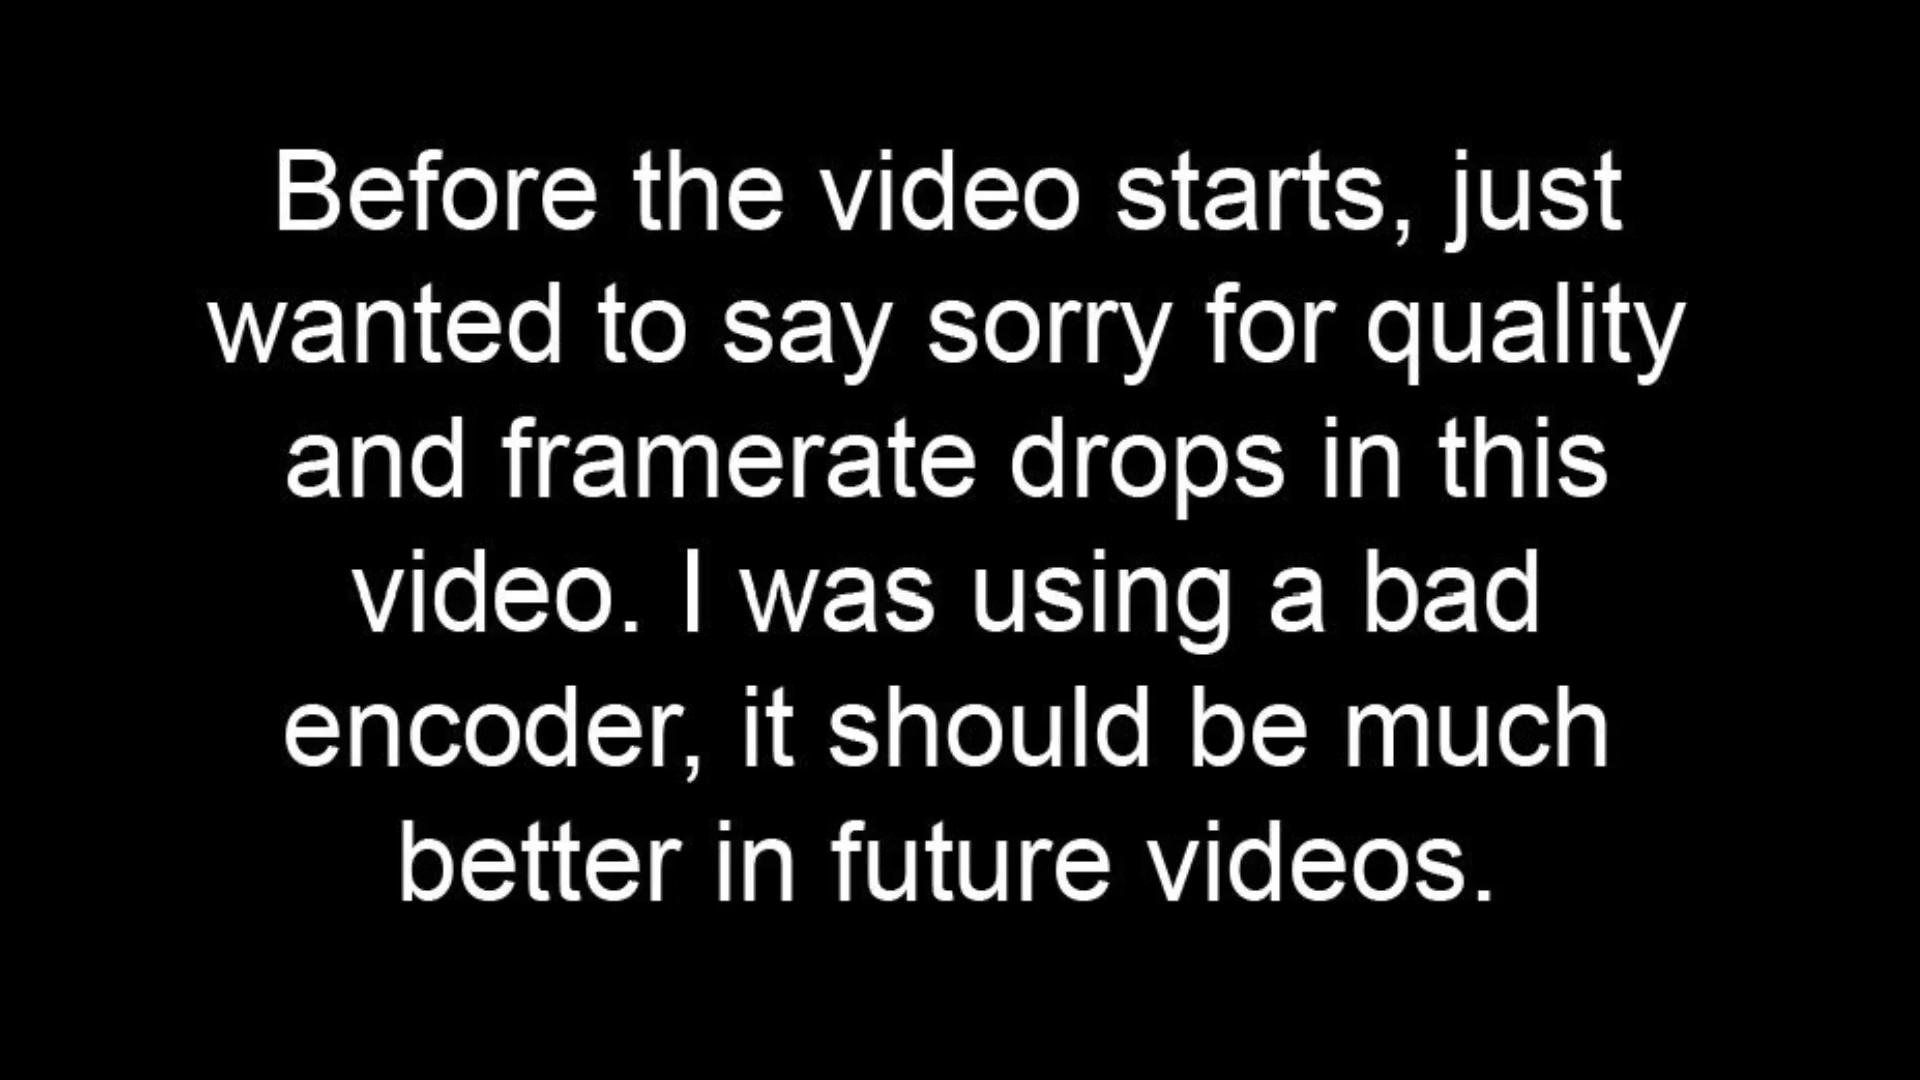 Before the video starts, just
wanted to say sorry for quality
and framerate drops in this
video. I was using a bad
encoder, it should be much
better in future videos.